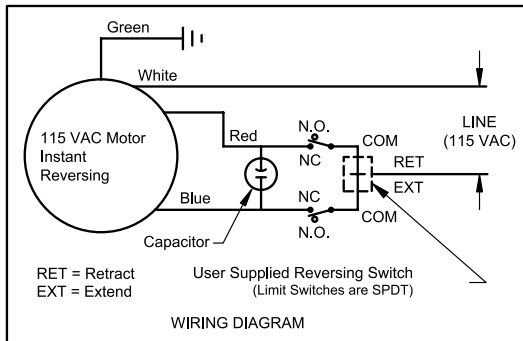 Green
White
115 VAC Motor
Instant
Reversing
Red
N.O.
NC
COM
LINE
(115 VAC)
RET
EXT
Blue
NC
N.O.
COM
Capacitor
RET = Retract
EXT = Extend
User Supplied Reversing Switch
(Limit Switches are SPDT)
WIRING DIAGRAM